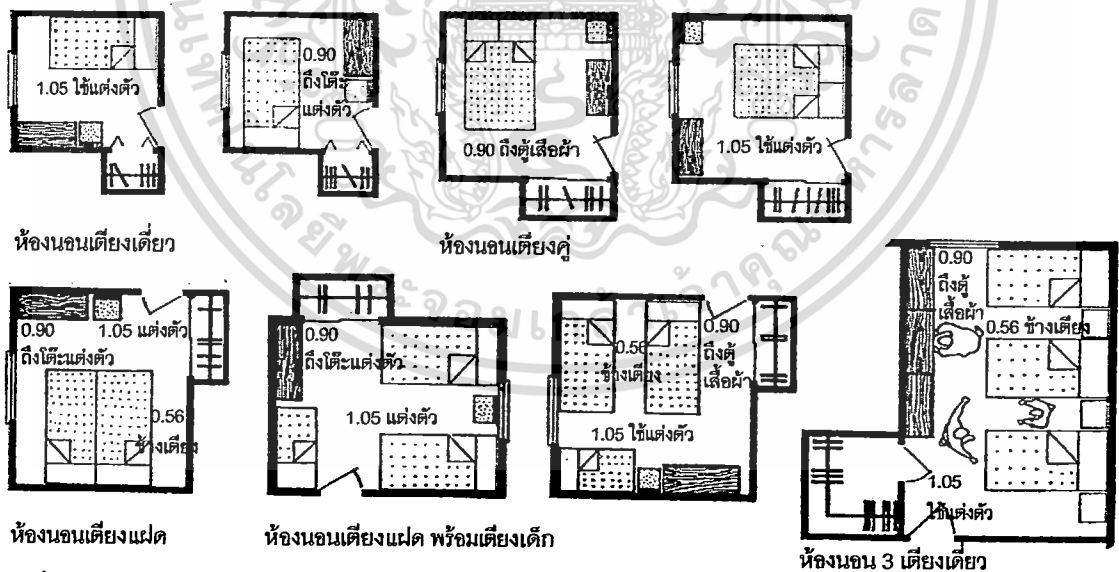 1.05 ใช้แต่งตัว
0.90
ถึงโต๊ะ
แต่งตัว
0.90 ถึงตู้เสือผ้า
1.05 ใช้แต่งตัว
ห้องนอนเตียงเดี่ยว
ห้องนอนเตียงคู่
0.90
1.05 แต่งตัว
ถึงโต๊ะแต่งตัว
0.56
ข้างเตียง
ห้องนอนเตียงแฝด
0.90
ถึงโต๊ะแต่งตัว
1.05 แต่งตัว
0.56
ข้างเตียง
0.90
ถึงตู้
เสื้อผ้า
1.05 ใช้แต่งตัว
ห้องนอนเตียงแฝด พร้อมเตียงเด็ก
0.90
ถึงตู้
เสื้อผ้า
0.56 ข้างเตียง
1.05
ใช้แต่งตัว
ห้องนอน 3 เตียงเดี่ยว